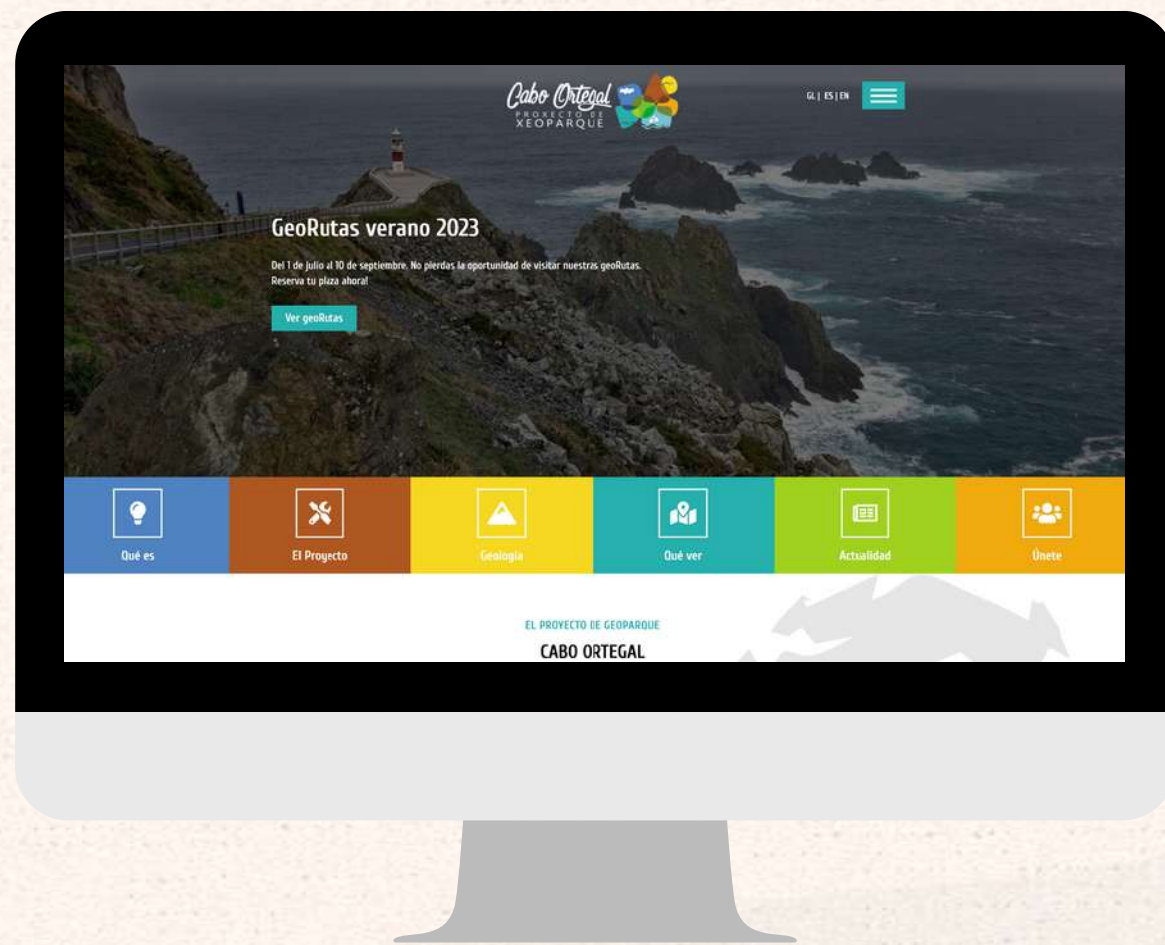 Cabo Ortegal
PROXECTO DE
XEOPARQUE
GL | ES | EN
GeoRutas verano 2023
Del 1 de julio al 10 de septiembre. No pierdas la oportunidad de visitar nuestras geoRutas.
Reserva tu plaza ahora!
Ver geoRutas
Qué es
El Proyecto
Geología
Qué ver
Actualidad
Únete
EL PROYECTO DE GEOPARQUE
CABO ORTEGAL